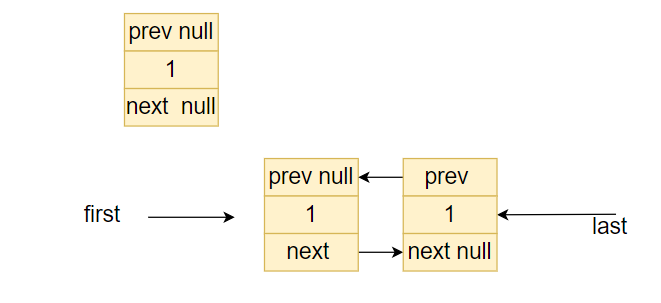 prev null
1
next  null
first
prev null
1
next
prev
1
next null
last